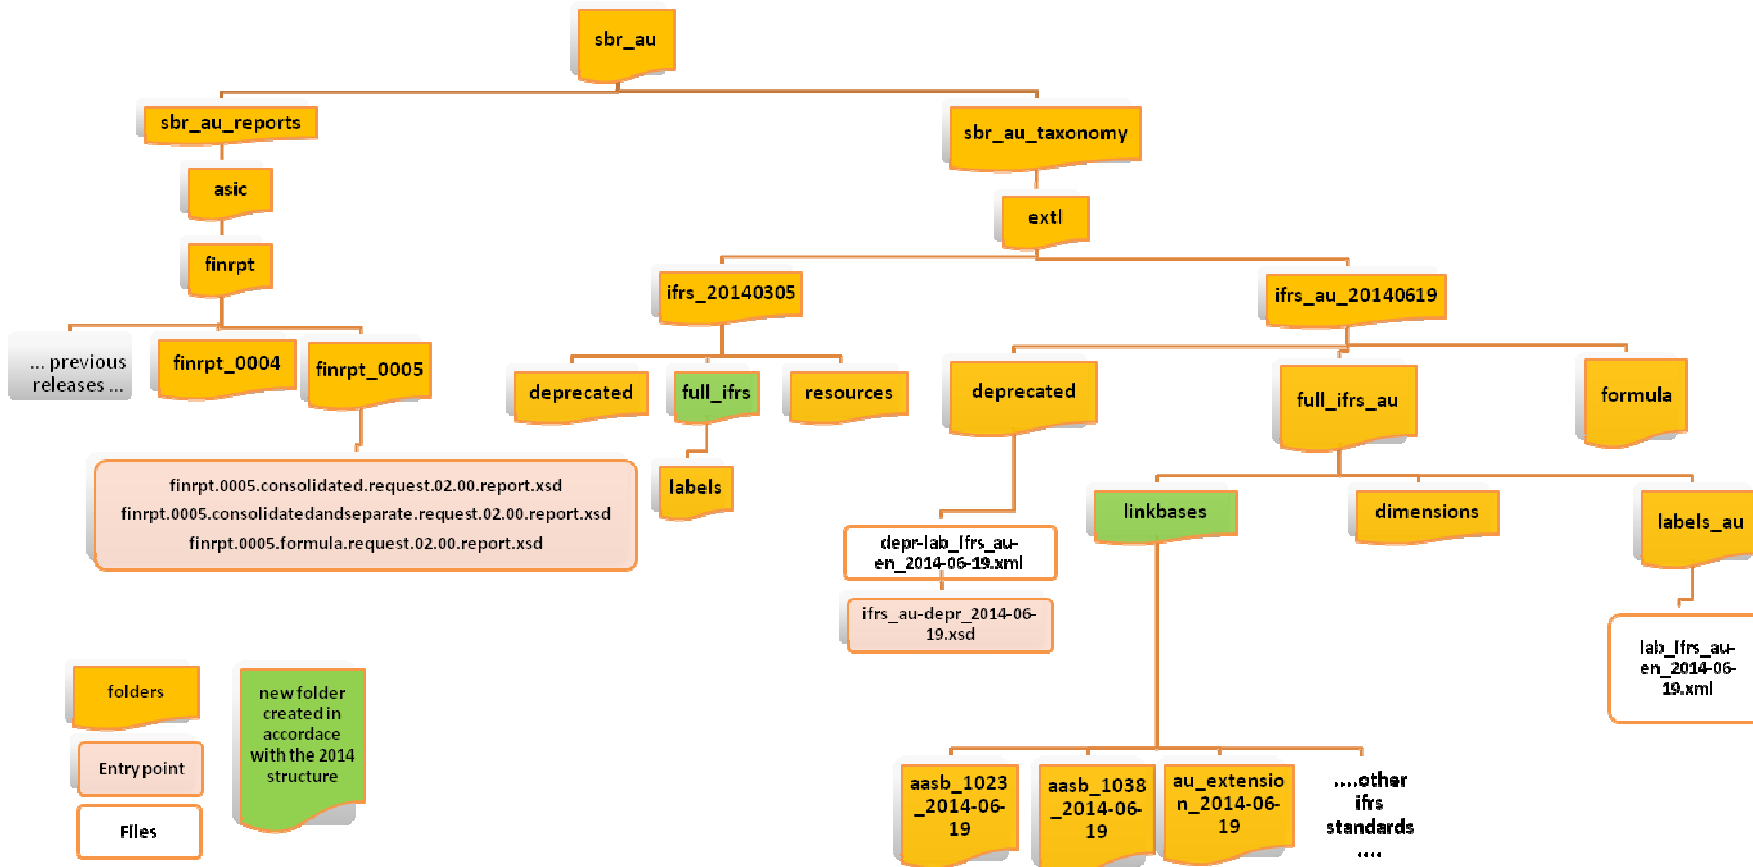 sbr_au
sbr_au_reports
sbr_au_taxonomy
asic
extl
finrpt
ifrs_20140305
ifrs_au_20140619
... previous
releases ...
finrpt_0004
finrpt_0005
deprecated
full_ifrs
resources
deprecated
full_ifrs_au
formula
finrpt.0005.consolidated.request.02.00.report.xsd
finrpt.0005.consolidatedandseparate.request.02.00.report.xsd
finrpt.0005.formula.request.02.00.report.xsd
labels
linkbases
dimensions
labels_au
depr-lab_ifrs_au-
en_2014-06-19.xml
ifrs_au-depr_2014-06-
19.xsd
lab_ifrs_au-
en_2014-06-
19.xml
folders
new folder
created in
accordace
with the 2014
structure
Entry point
Files
aasb_1023
_2014-06-
19
aasb_1038
_2014-06-
19
au_extensio
n_2014-06-
19
....other
ifrs
standards
....